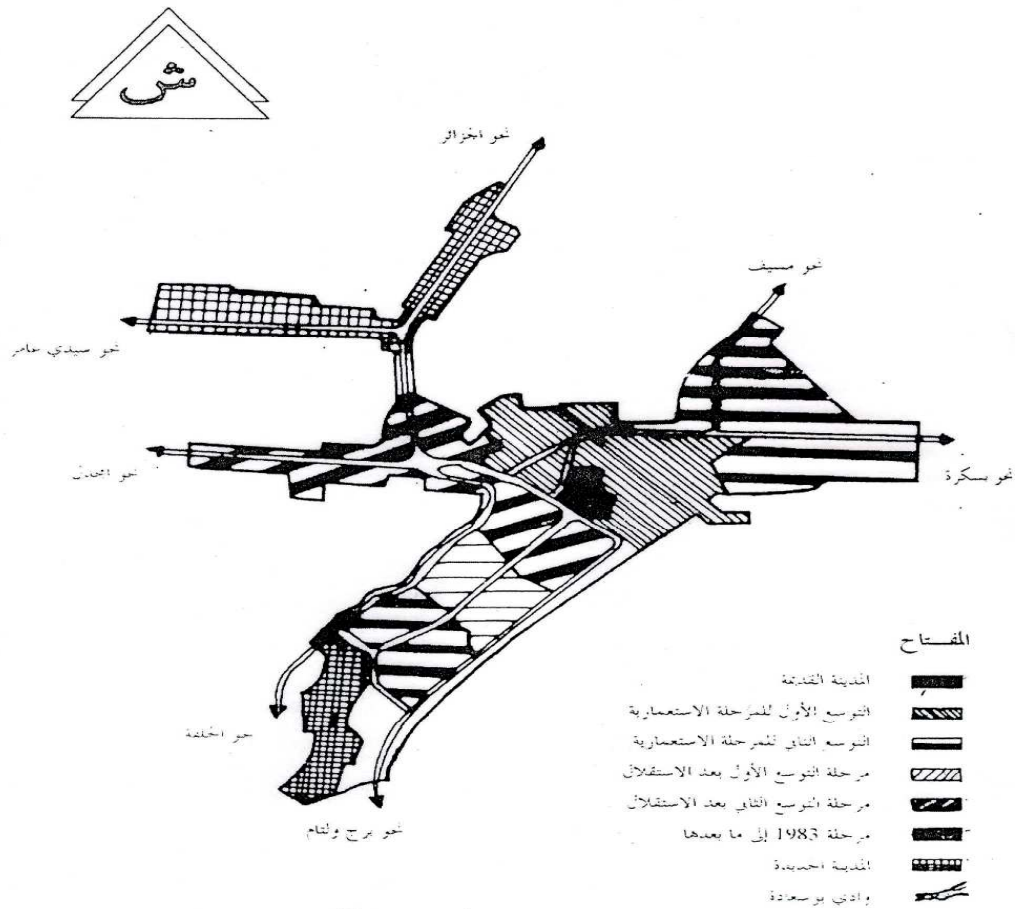 ش
نحو الجزائر
نحو مسيف
نحو سيدي عامر
نحو بسكرة
نحو المجدل
نحو الجلفة
نحو برج ولتام
المفتاح
المدينة القديمة
التوسع الأول للمرحلة الاستعمارية
التوسع الثاني للمرحلة الاستعمارية
مرحلة التوسع الأول بعد الاستقلال
مرحلة التوسع الثاني بعد الاستقلال
مرحلة 1983 إلى ما بعدها
المدينة الجديدة
وادي بوسعادة